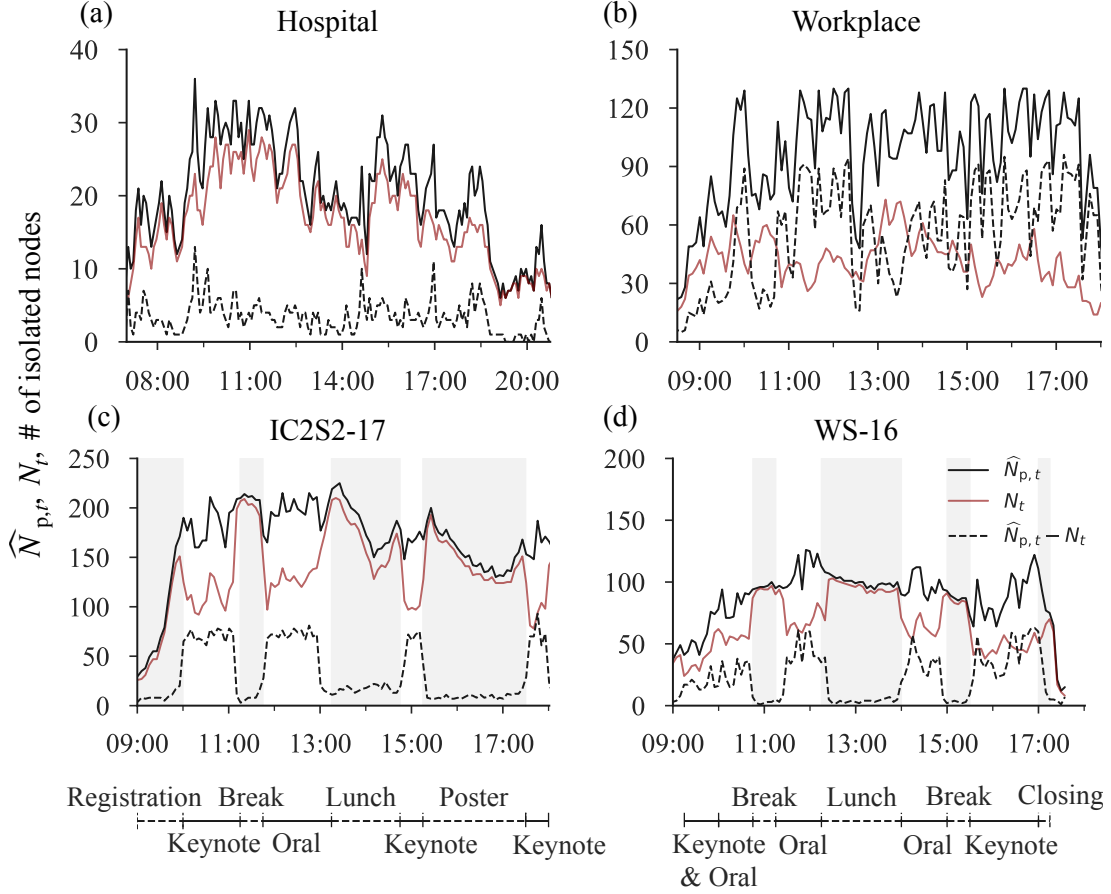 (a) Hospital
(b) Workplace
40
30
20
10
0
08:00 11:00 14:00 17:00 20:00
150
120
90
60
30
0
09:00 11:00 13:00 15:00 17:00
N̂p,t, Nt, # of isolated nodes
(c) IC2S2-17
(d) WS-16
250
200
150
100
50
0
09:00 11:00 13:00 15:00 17:00
200
150
100
50
0
09:00 11:00 13:00 15:00 17:00
N̂p,t
Nt
N̂p,t − Nt
Registration Break Lunch Poster
Keynote Oral Keynote Keynote
Break Lunch Break Closing
Keynote Oral Oral Keynote
& Oral